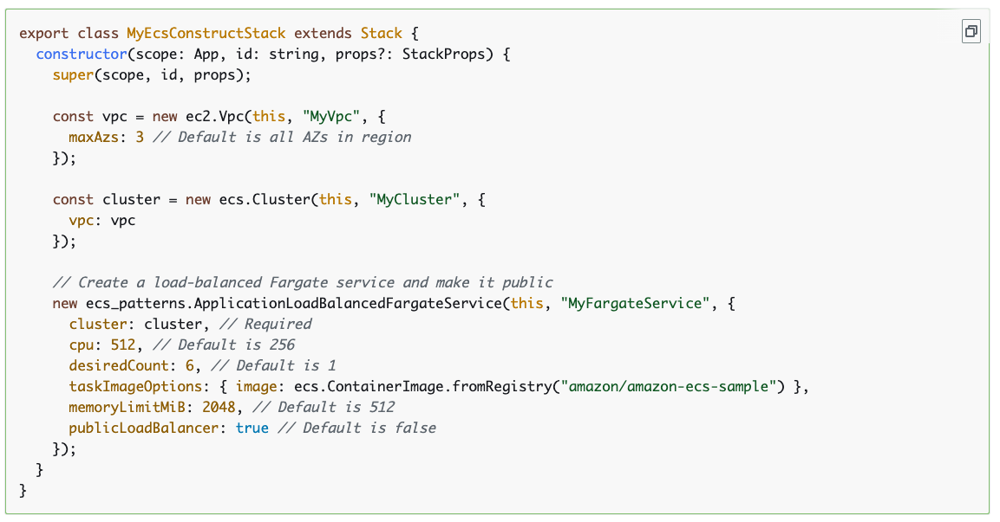 export class MyEcsConstructStack extends Stack {
  constructor(scope: App, id: string, props?: StackProps) {
    super(scope, id, props);

    const vpc = new ec2.Vpc(this, "MyVpc", {
      maxAzs: 3 // Default is all AZs in region
    });

    const cluster = new ecs.Cluster(this, "MyCluster", {
      vpc: vpc
    });

    // Create a load-balanced Fargate service and make it public
    new ecs_patterns.ApplicationLoadBalancedFargateService(this, "MyFargateService", {
      cluster: cluster, // Required
      cpu: 512, // Default is 256
      desiredCount: 6, // Default is 1
      taskImageOptions: { image: ecs.ContainerImage.fromRegistry("amazon/amazon-ecs-sample") },
      memoryLimitMiB: 2048, // Default is 512
      publicLoadBalancer: true // Default is false
    });
  }
}